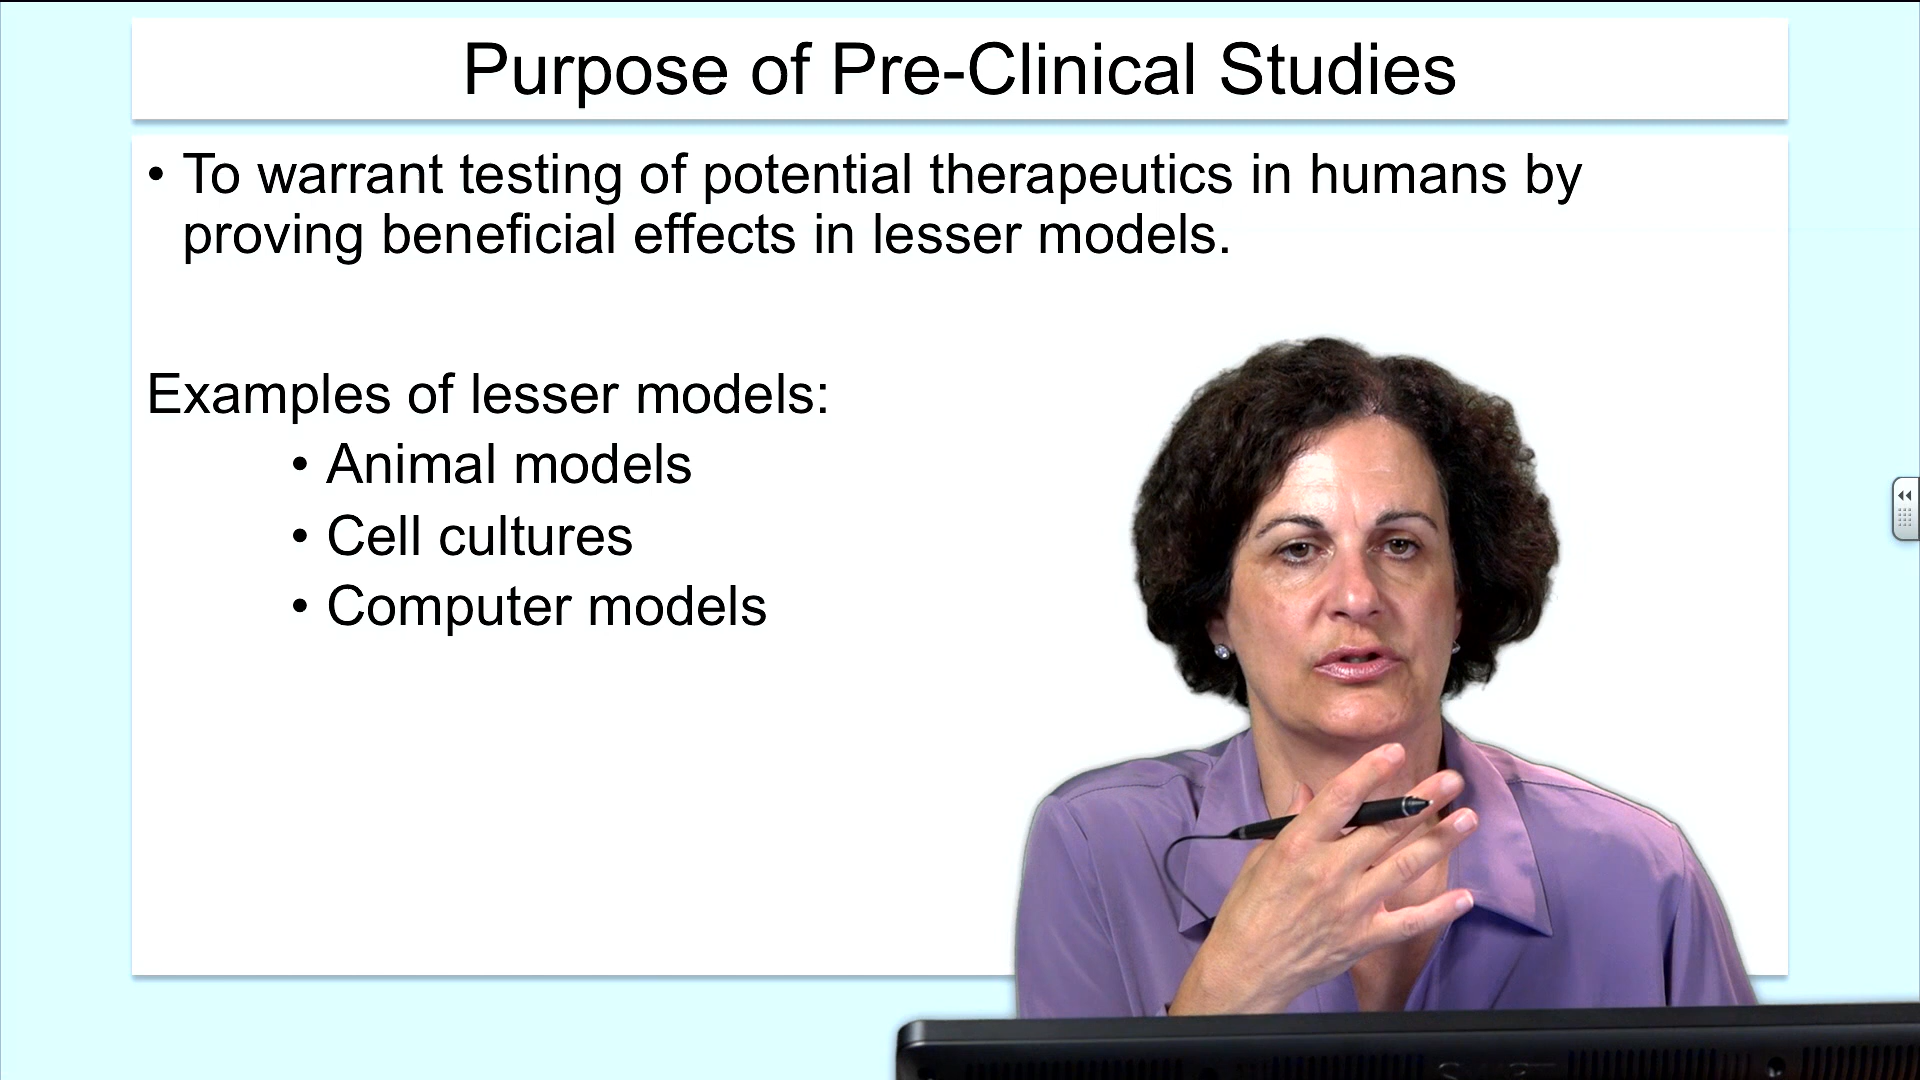 Purpose of Pre-Clinical Studies
• To warrant testing of potential therapeutics in humans by
proving beneficial effects in lesser models.
Examples of lesser models:
• Animal models
• Cell cultures
• Computer models